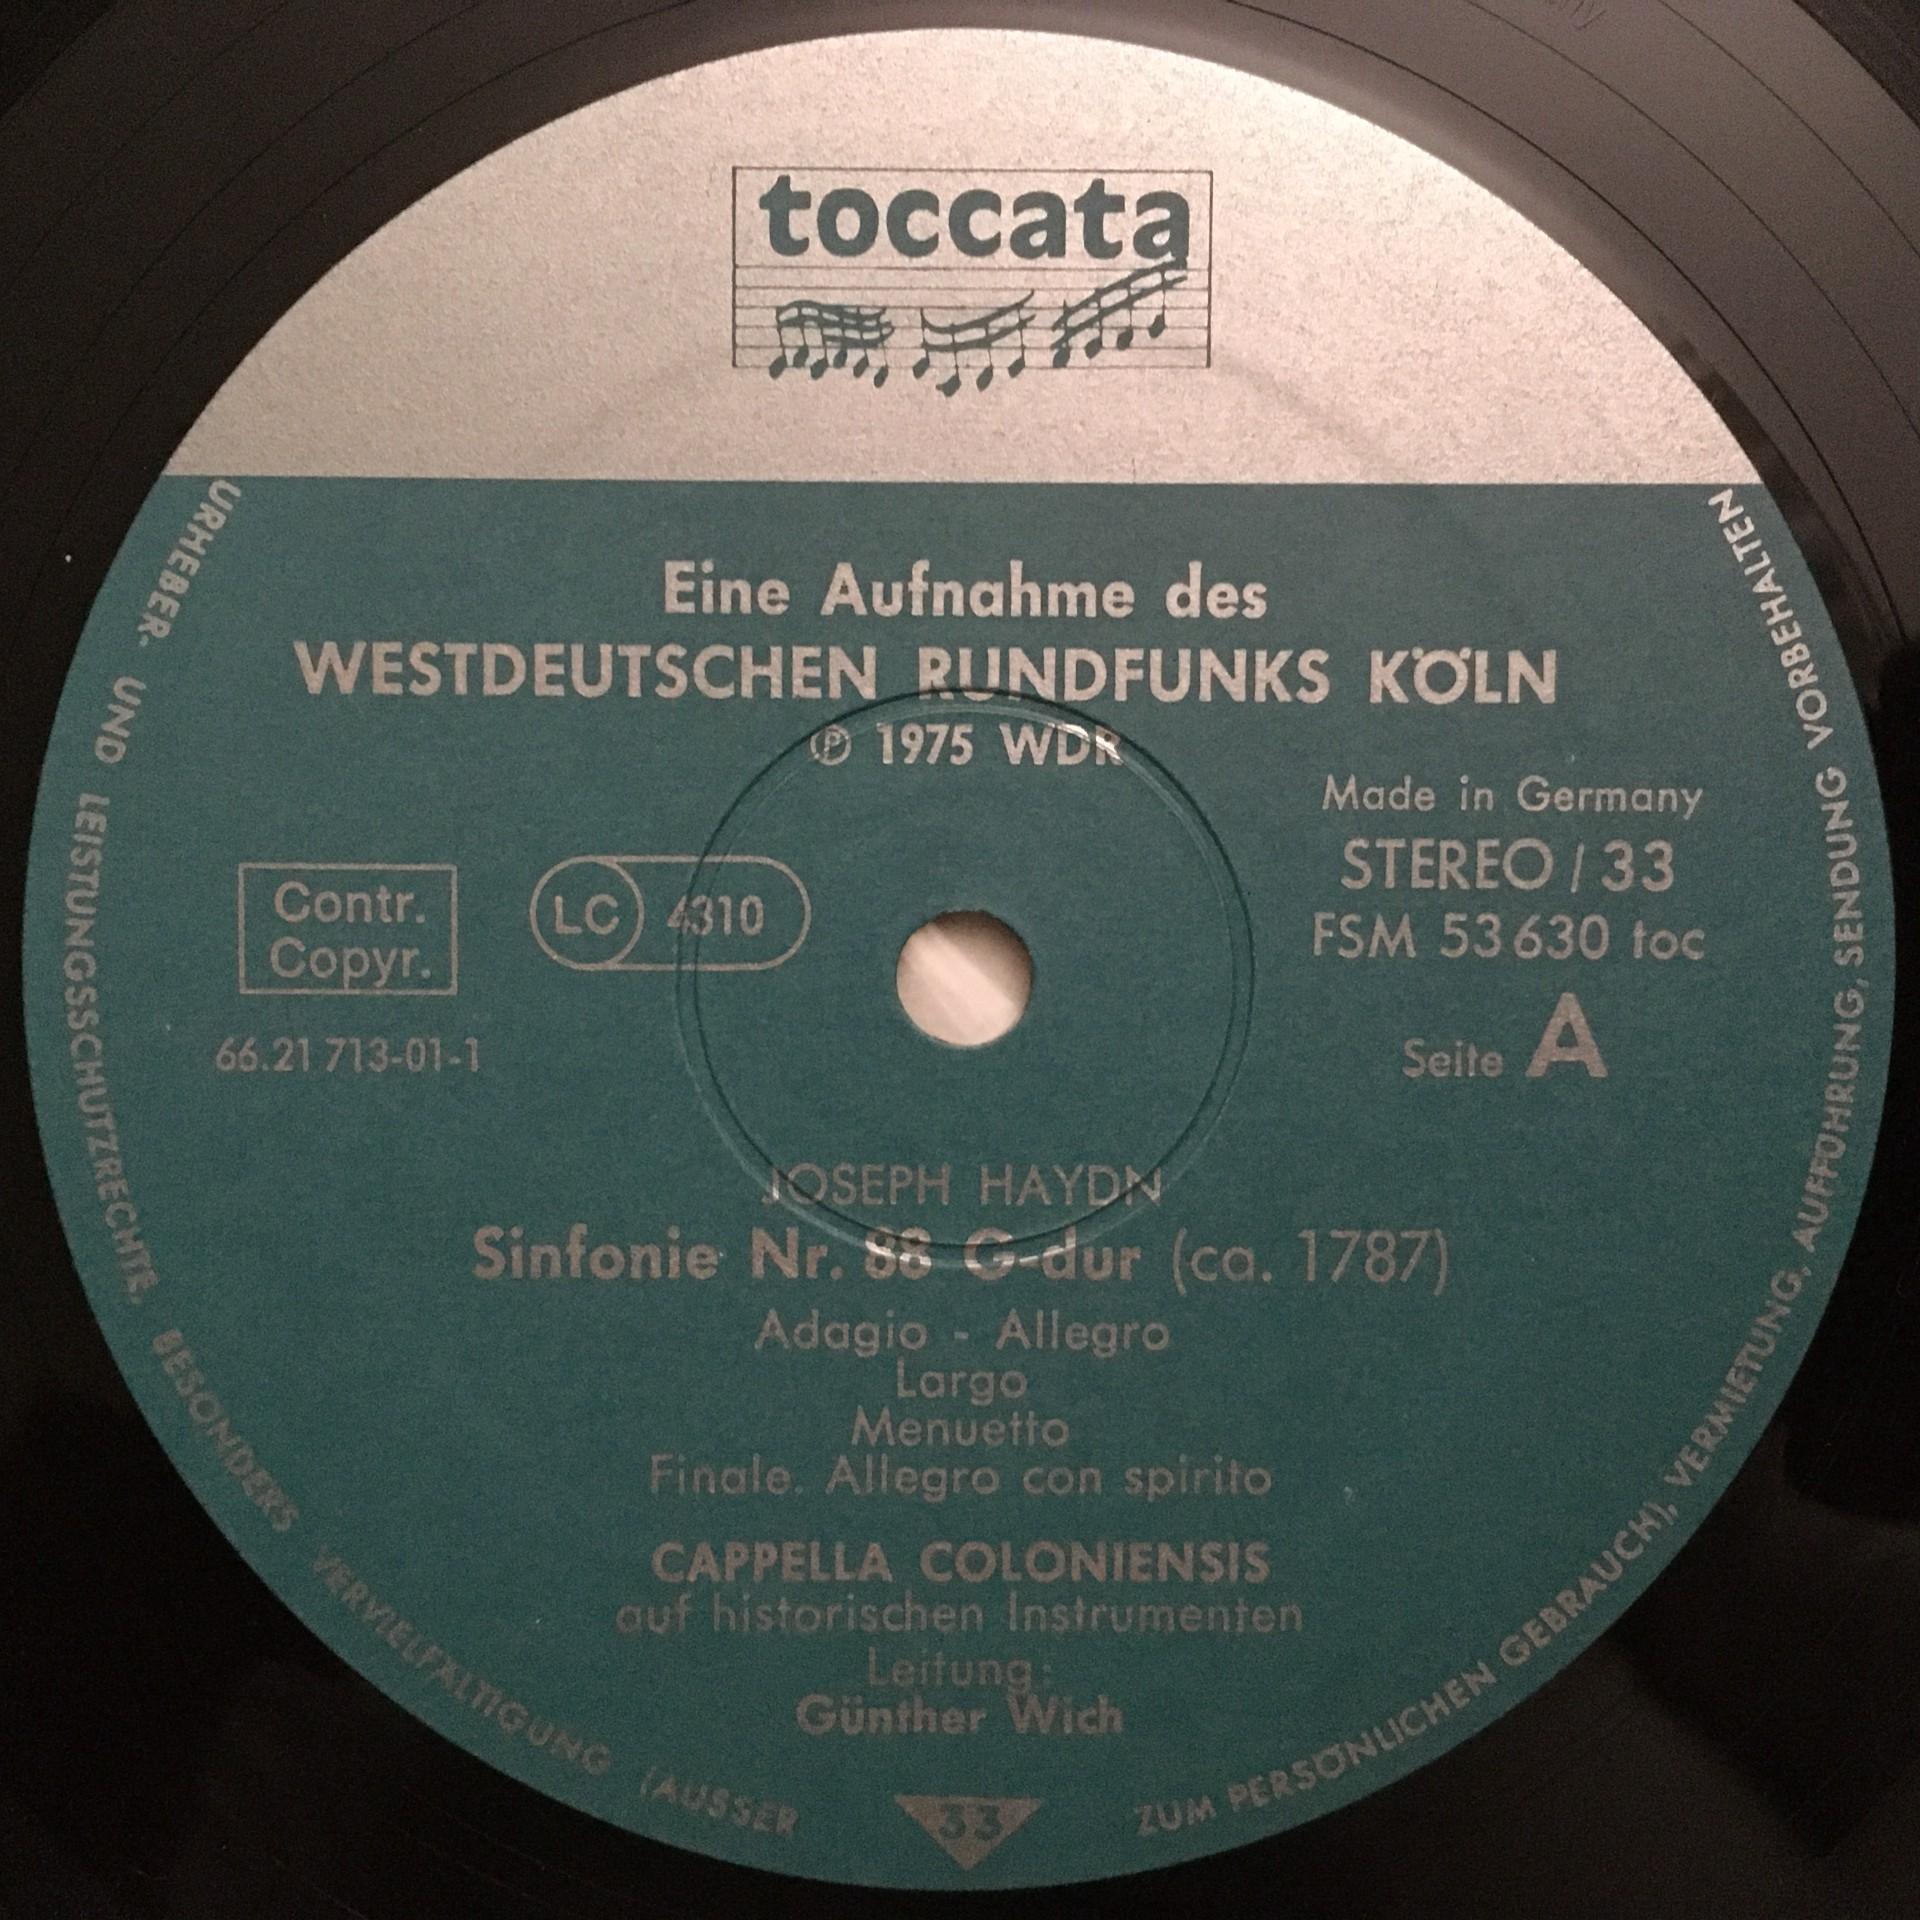 toccata
Eine Aufnahme des
WESTDEUTSCHEN RUNDFUNKS KÖLN
℗ 1975 WDR
Made in Germany
STEREO / 33
FSM 53 630 toc
Seite A
Contr.
Copyr.
LC 4310
66.21 713-01-1
JOSEPH HAYDN
Sinfonie Nr. 88 G-dur (ca. 1787)
Adagio - Allegro
Largo
Menuetto
Finale. Allegro con spirito
CAPPELLA COLONIENSIS
auf historischen Instrumenten
Leitung:
Günther Wich
33
URHEBER- UND LEISTUNGSSCHUTZRECHTE, BESONDERS VERVIELFÄLTIGUNG (AUSSER ZUM PERSÖNLICHEN GEBRAUCH), VERMIETUNG, AUFFÜHRUNG, SENDUNG VORBEHALTEN